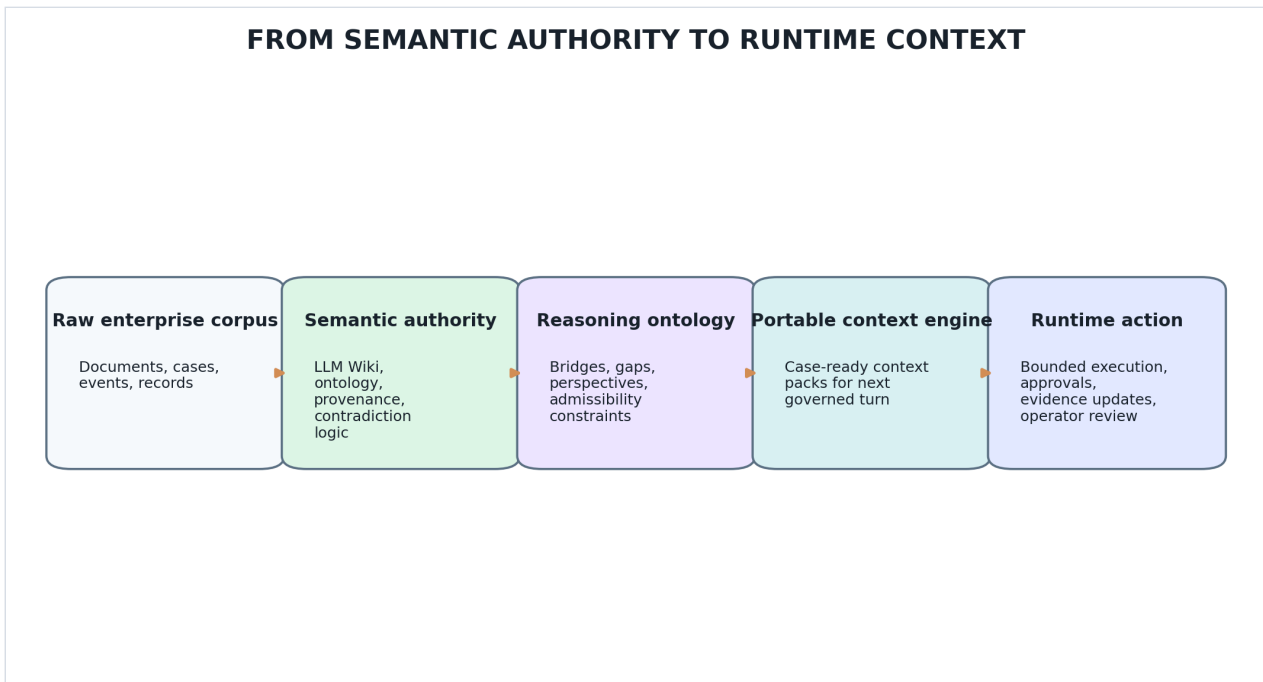 FROM SEMANTIC AUTHORITY TO RUNTIME CONTEXT
Raw enterprise corpus
Documents, cases,
events, records
Semantic authority
LLM Wiki,
ontology,
provenance,
contradiction
logic
Reasoning ontology
Bridges, gaps,
perspectives,
admissibility
constraints
Portable context engine
Case-ready context
packs for next
governed turn
Runtime action
Bounded execution,
approvals,
evidence updates,
operator review